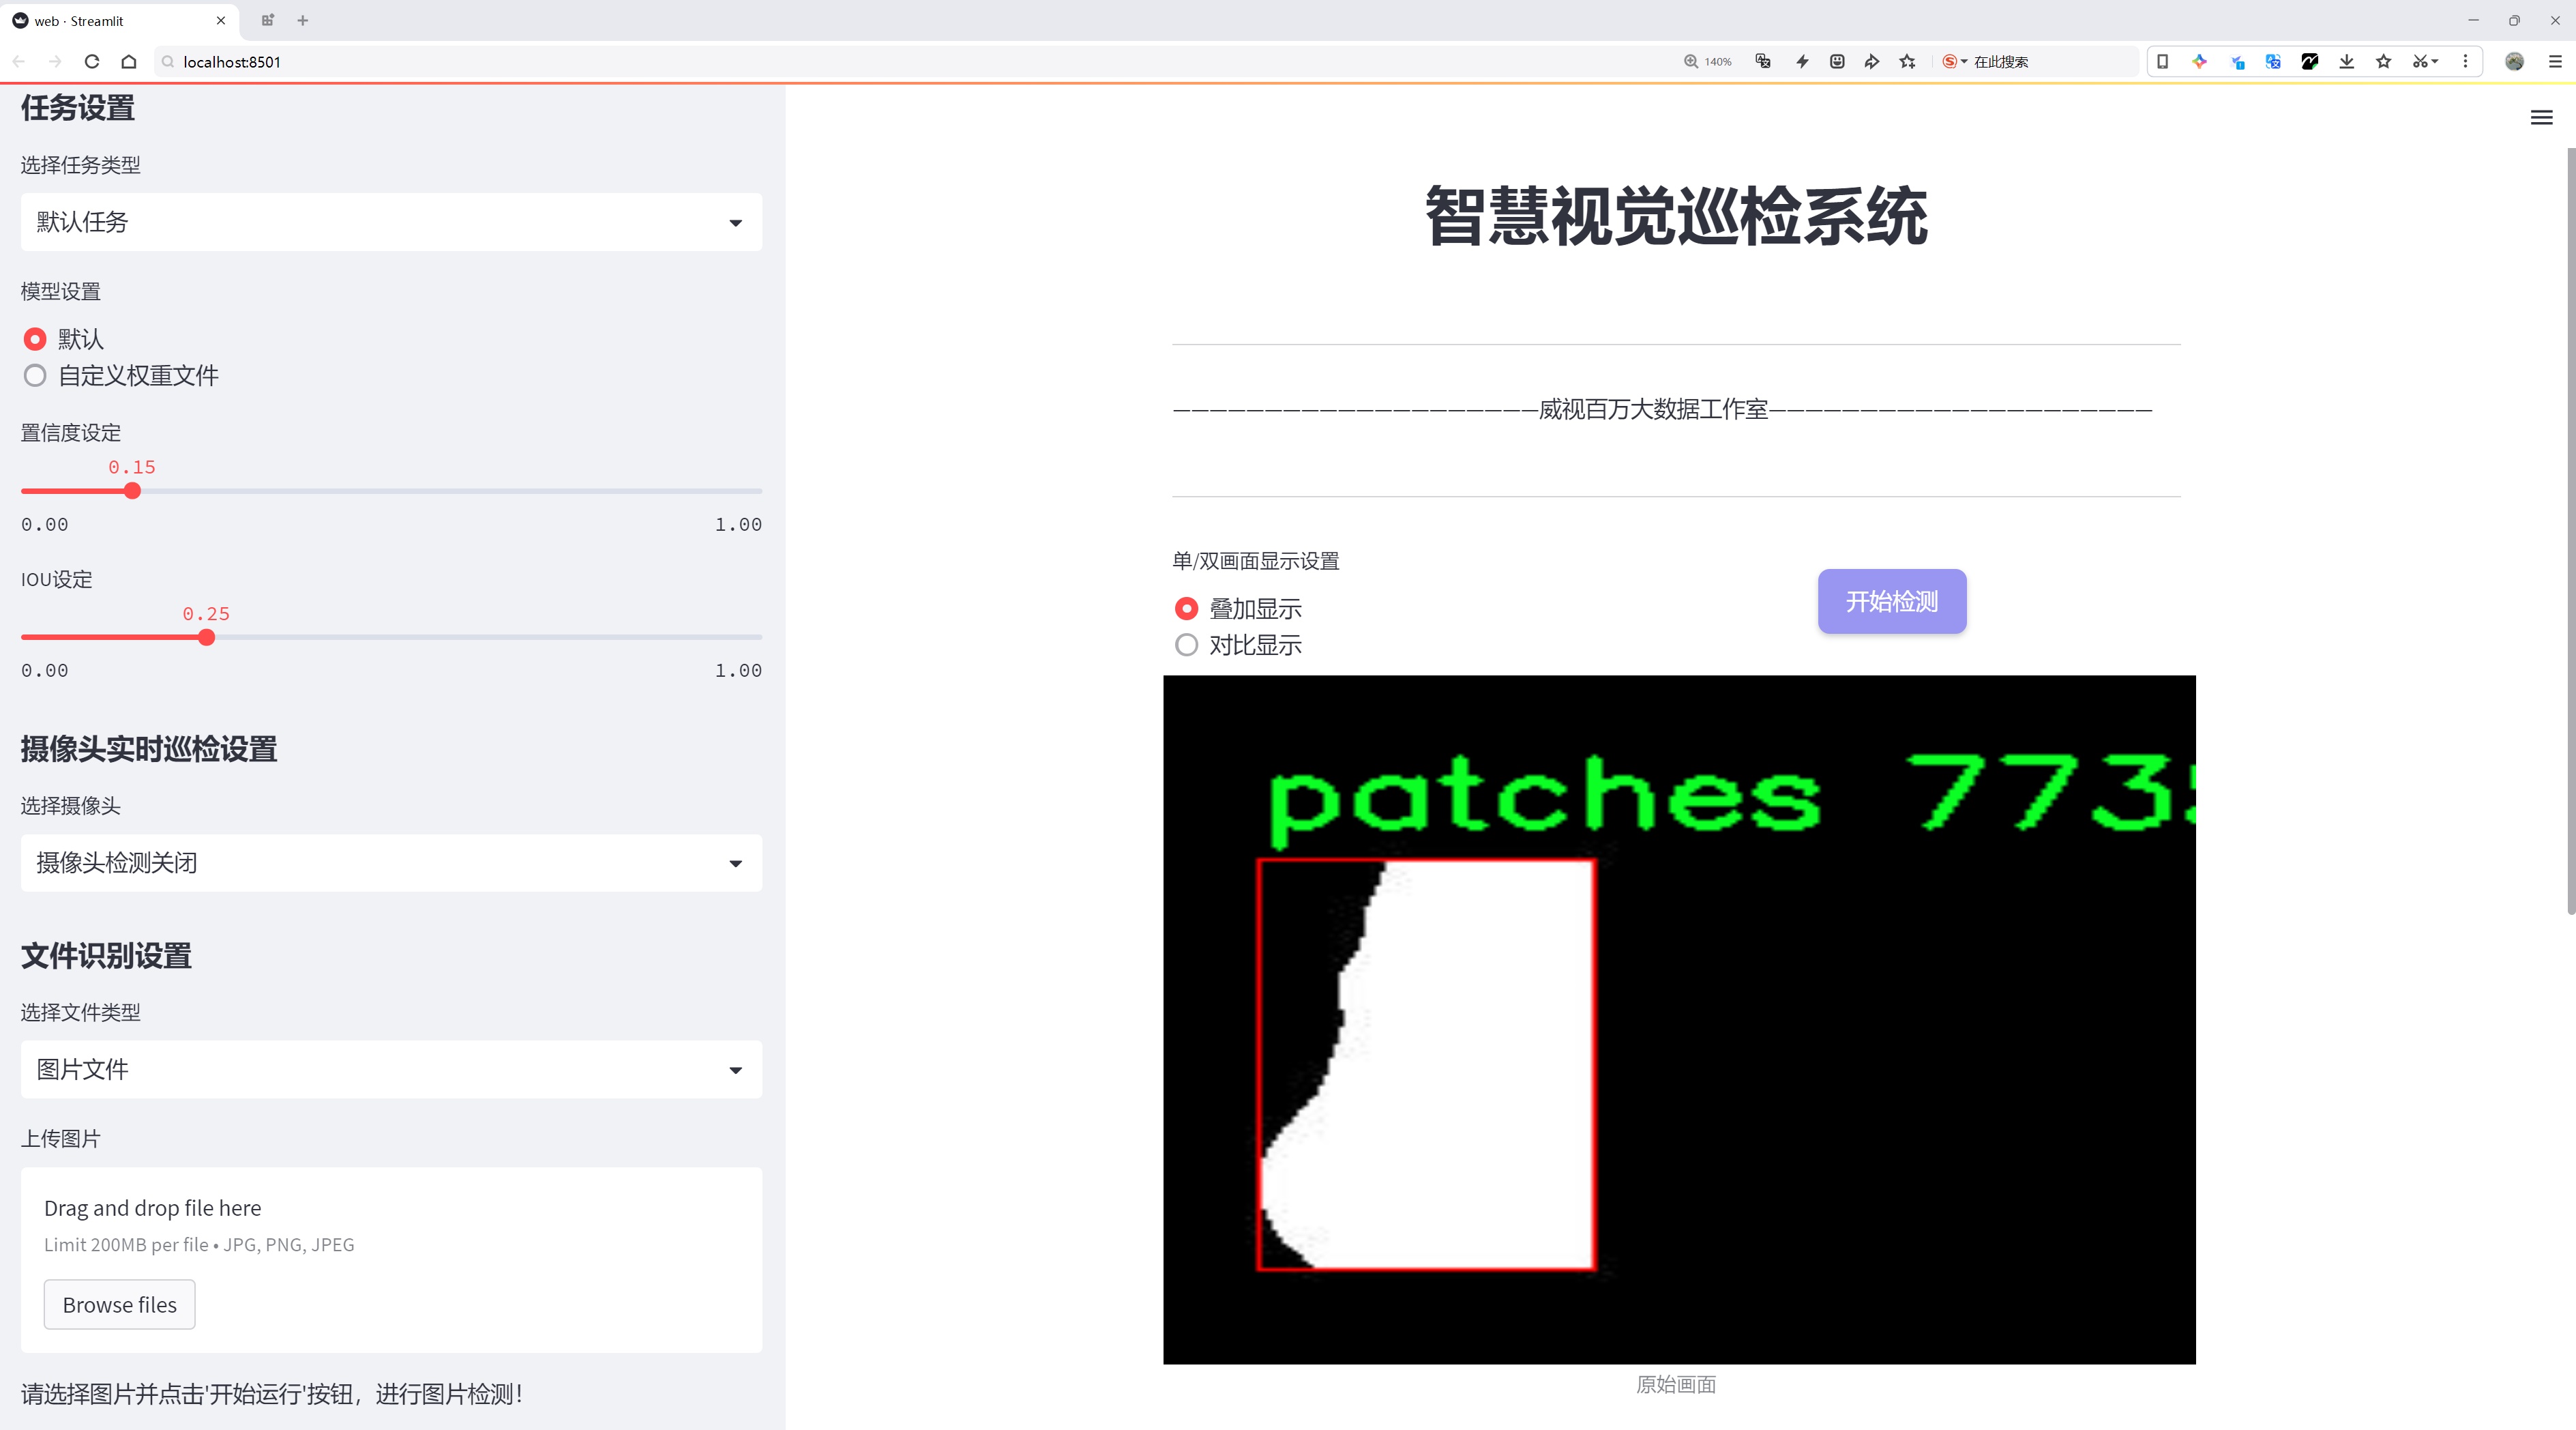 web · Streamlit
localhost:8501
140%
在此搜索
任务设置
选择任务类型
默认任务
模型设置
默认
自定义权重文件
置信度设定
0.15
0.00
1.00
IOU设定
0.25
0.00
1.00
摄像头实时巡检设置
选择摄像头
摄像头检测关闭
文件识别设置
选择文件类型
图片文件
上传图片
Drag and drop file here
Limit 200MB per file • JPG, PNG, JPEG
Browse files
请选择图片并点击'开始运行'按钮，进行图片检测！
智慧视觉巡检系统
————————————————————威视百万大数据工作室—————————————————————
单/双画面显示设置
叠加显示
对比显示
开始检测
patches 773
原始画面